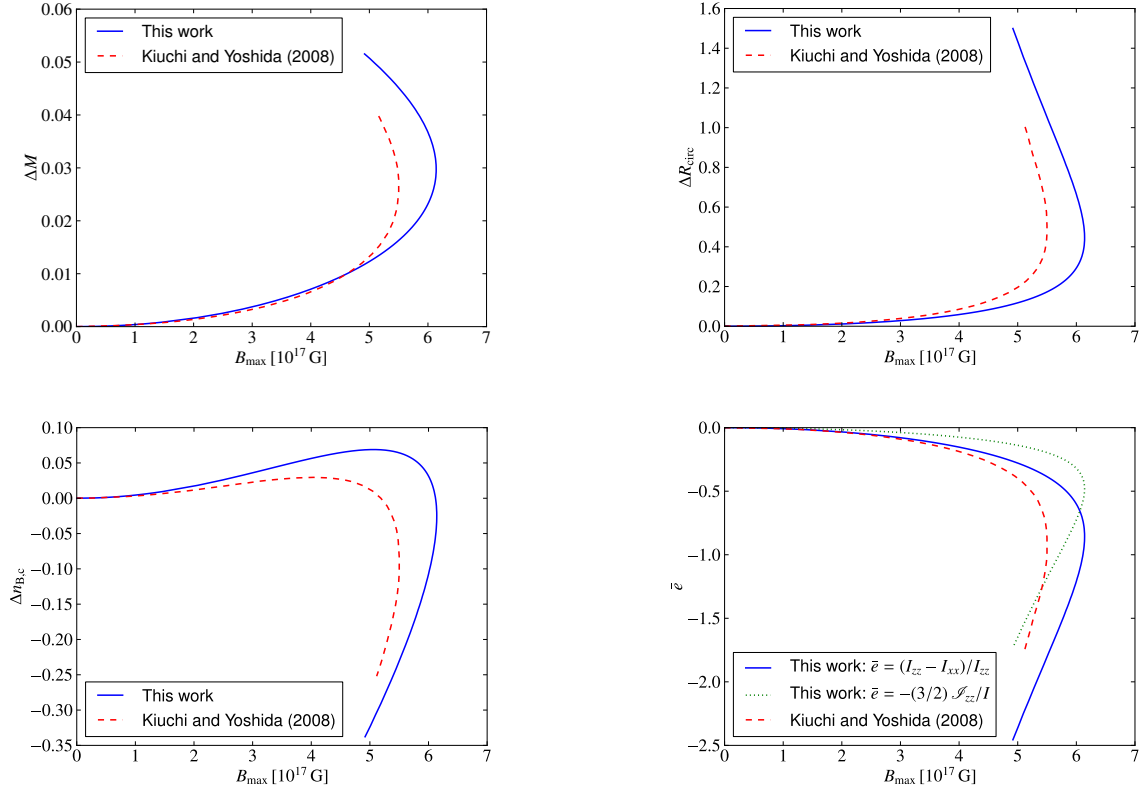 This work
Kiuchi and Yoshida (2008)
0.06
0.05
0.04
0.03
0.02
0.01
0.00
ΔM
0 1 2 3 4 5 6 7
B_max [10^17 G]
This work
Kiuchi and Yoshida (2008)
1.6
1.4
1.2
1.0
0.8
0.6
0.4
0.2
0.0
ΔR_circ
0 1 2 3 4 5 6 7
B_max [10^17 G]
0.10
0.05
0.00
−0.05
−0.10
−0.15
−0.20
−0.25
−0.30
−0.35
Δn_B,c
This work
Kiuchi and Yoshida (2008)
0 1 2 3 4 5 6 7
B_max [10^17 G]
0.0
−0.5
−1.0
−1.5
−2.0
−2.5
ē
This work: ē = (I_zz − I_xx)/I_zz
This work: ē = −(3/2) ℐ_zz/I
Kiuchi and Yoshida (2008)
0 1 2 3 4 5 6 7
B_max [10^17 G]